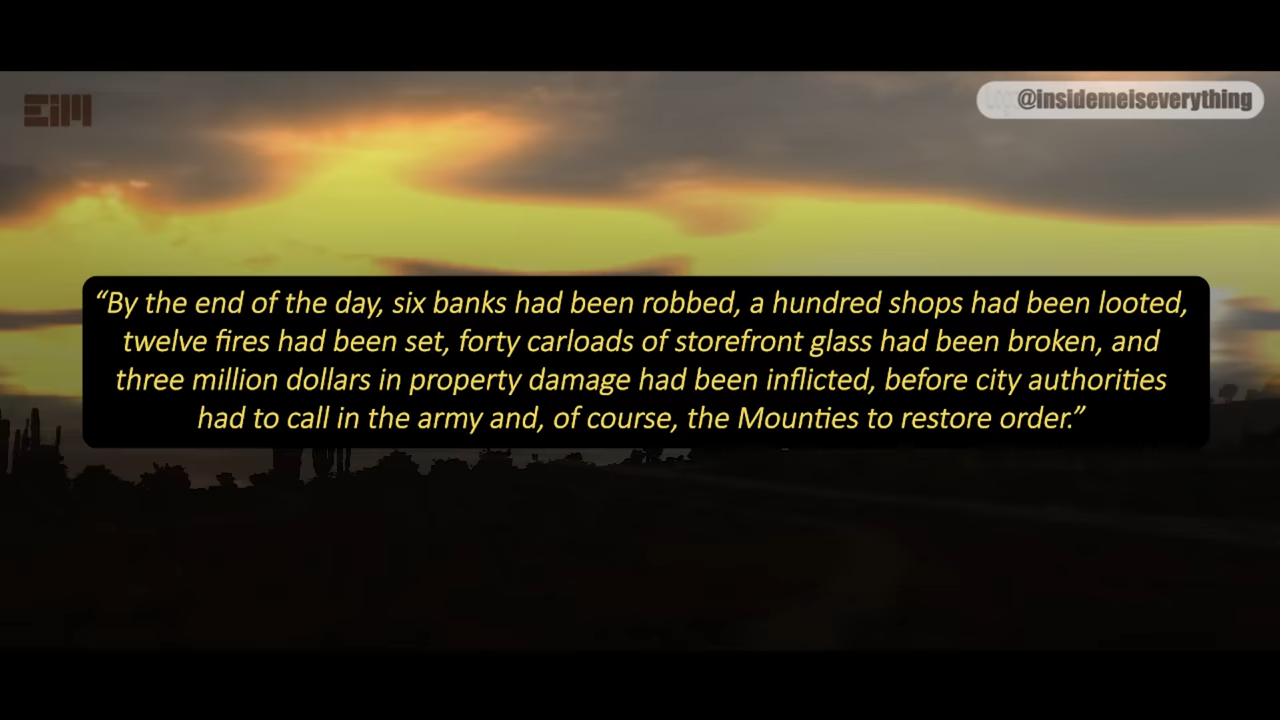 EiM
@insidemeiseverything
“By the end of the day, six banks had been robbed, a hundred shops had been looted,
twelve fires had been set, forty carloads of storefront glass had been broken, and
three million dollars in property damage had been inflicted, before city authorities
had to call in the army and, of course, the Mounties to restore order.”